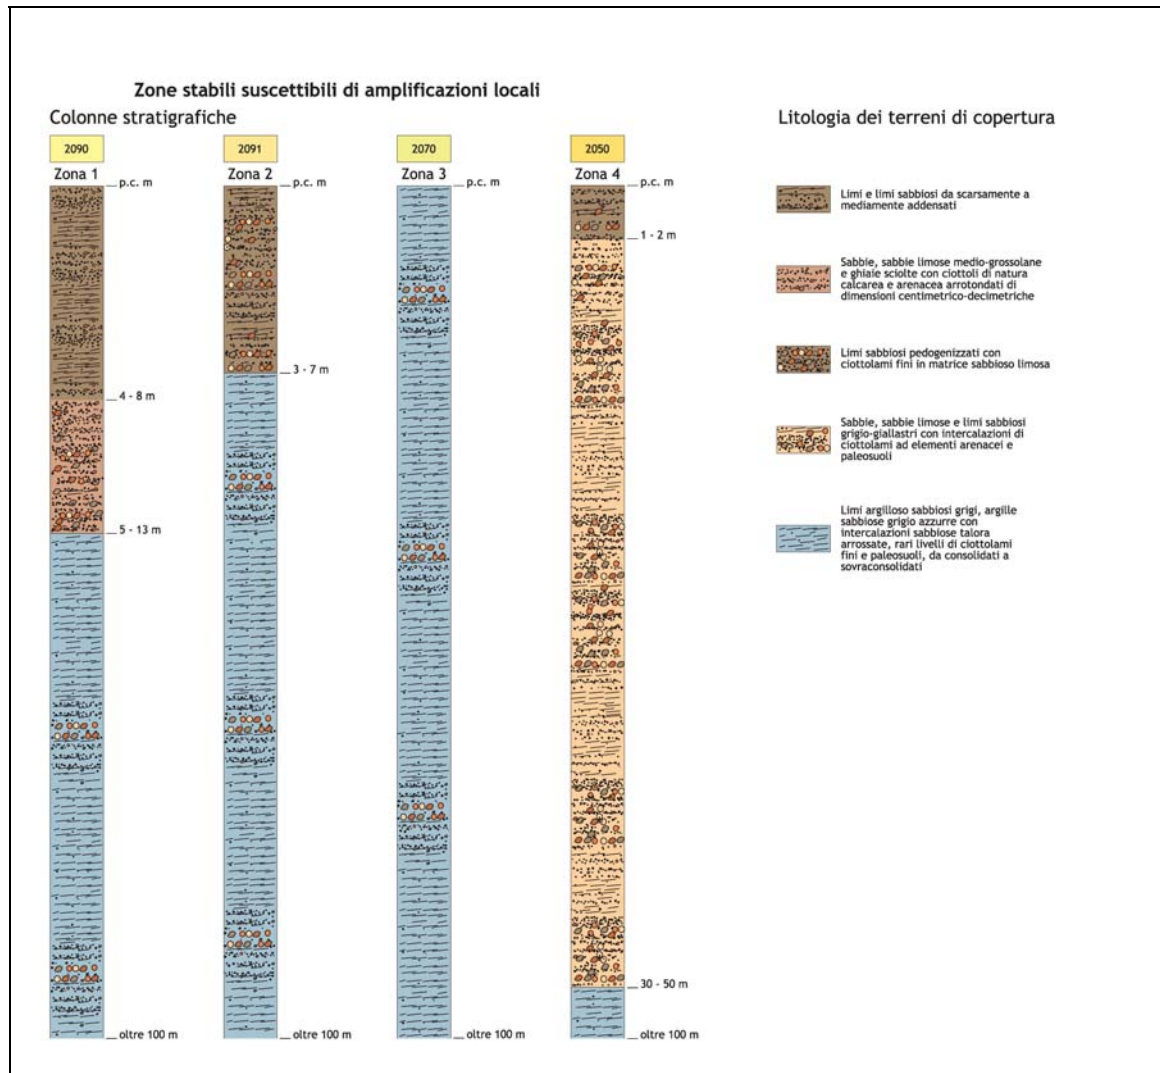 Zone stabili suscettibili di amplificazioni locali
Colonne stratigrafiche
2090
Zona 1
p.c. m
4 - 8 m
5 - 13 m
oltre 100 m
2091
Zona 2
p.c. m
3 - 7 m
oltre 100 m
2070
Zona 3
p.c. m
oltre 100 m
2050
Zona 4
p.c. m
1 - 2 m
30 - 50 m
oltre 100 m
Litologia dei terreni di copertura
Limi e limi sabbiosi da scarsamente a
mediamente addensati
Sabbie, sabbie limose medio-grossolane
e ghiaie sciolte con ciottoli di natura
calcarea e arenacea arrotondati di
dimensioni centimetrico-decimetriche
Limi sabbiosi pedogenizzati con
ciottolami fini in matrice sabbioso limosa
Sabbie, sabbie limose e limi sabbiosi
grigio-giallastri con intercalazioni di
ciottolami ad elementi arenacei e
paleosuoli
Limi argilloso sabbiosi grigi, argille
sabbiose grigio azzurre con
intercalazioni sabbiose talora
arrossate, rari livelli di ciottolami
fini e paleosuoli, da consolidati a
sovraconsolidati